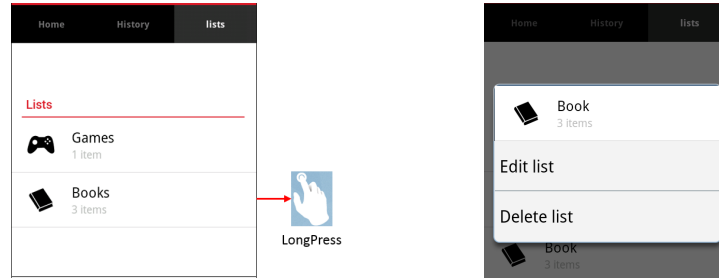 Home History lists
Lists
Games
1 item
Books
3 items
LongPress
Home History lists
Book
3 items
Edit list
Delete list
Book
3 items